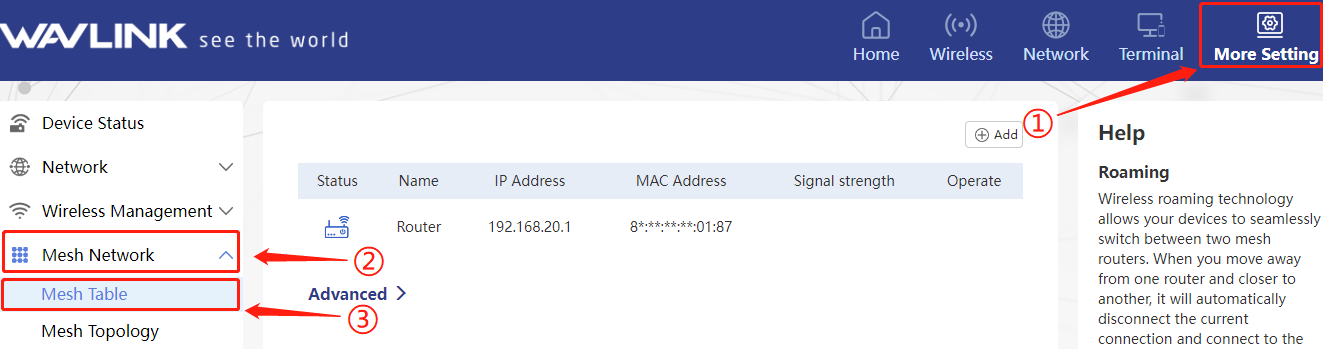 WAVLINK see the world
Home
Wireless
Network
Terminal
More Setting
①
Device Status
Network
Wireless Management
Mesh Network
②
Mesh Table
③
Mesh Topology
Add
Status Name IP Address MAC Address Signal strength Operate
Router 192.168.20.1 8*:**:**:**:01:87
Advanced
Help
Roaming
Wireless roaming technology
allows your devices to seamlessly
switch between two mesh
routers. When you move away
from one router and closer to
another, it will automatically
disconnect the current
connection and connect to the